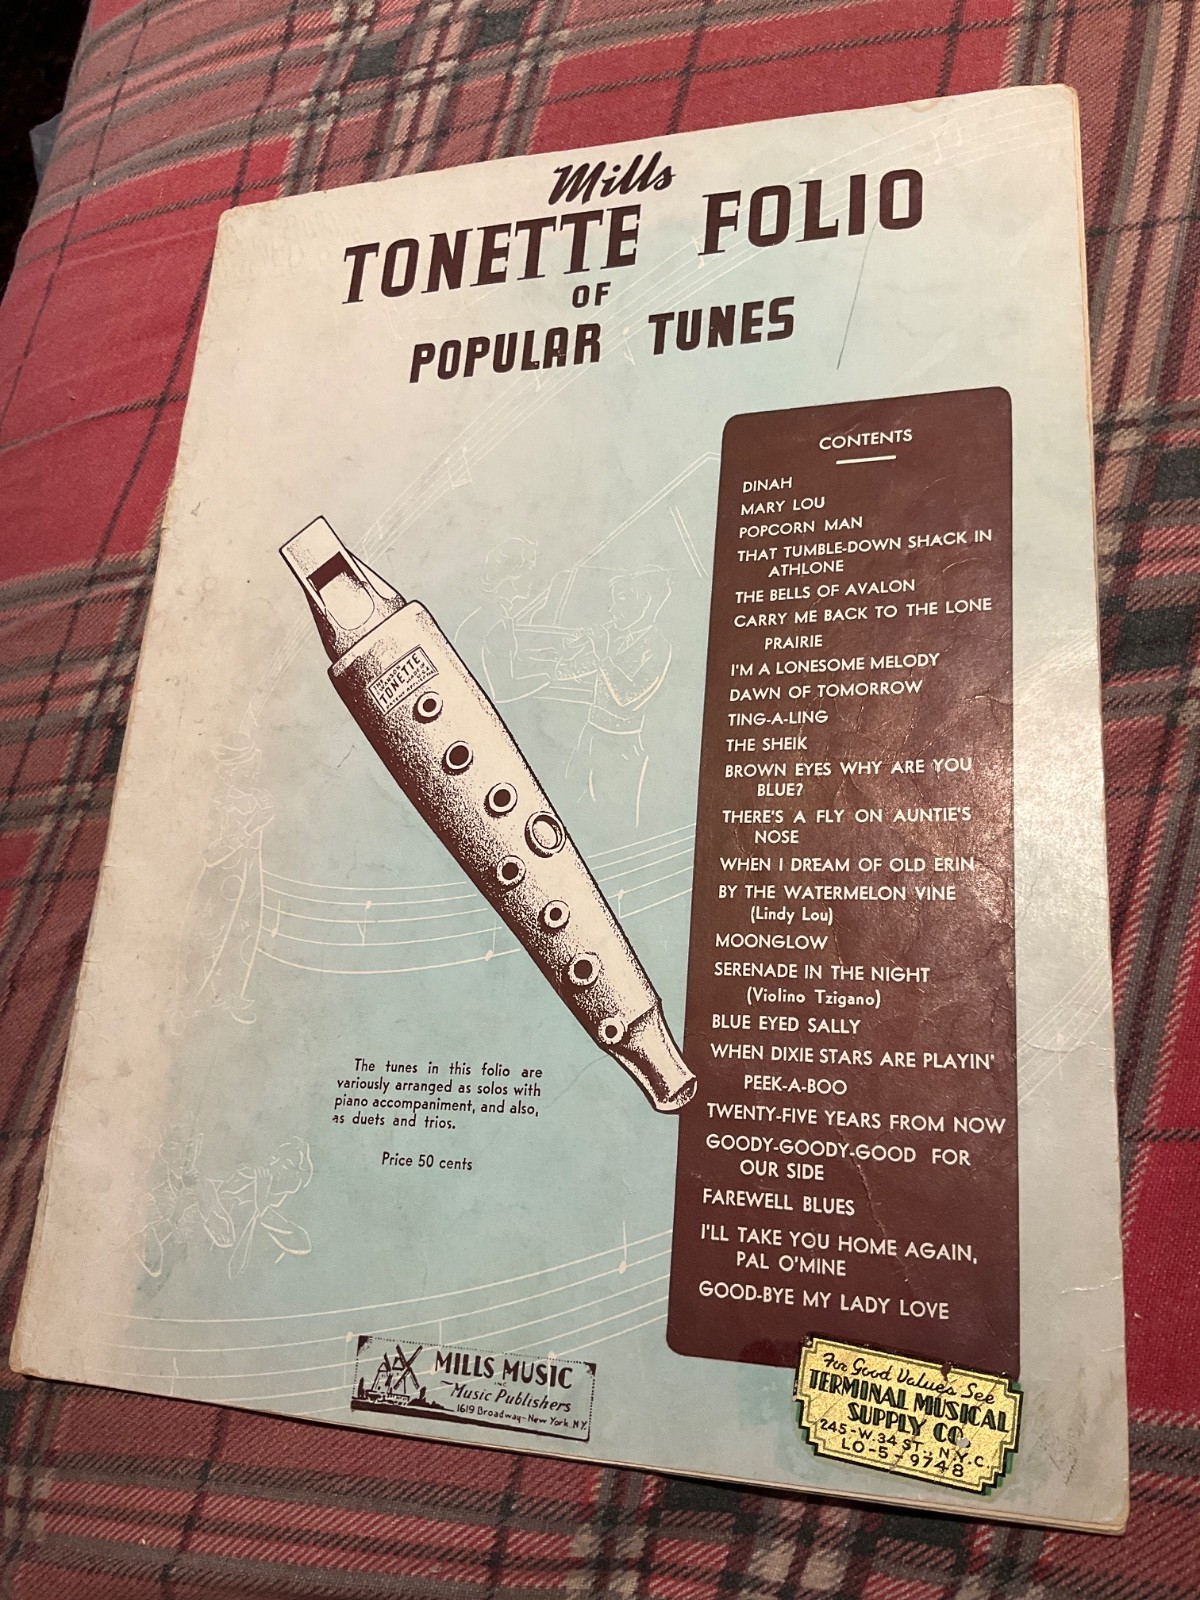 Mills
TONETTE FOLIO
OF
POPULAR TUNES
CONTENTS
DINAH
MARY LOU
POPCORN MAN
THAT TUMBLE-DOWN SHACK IN
ATHLONE
THE BELLS OF AVALON
CARRY ME BACK TO THE LONE
PRAIRIE
I'M A LONESOME MELODY
DAWN OF TOMORROW
TING-A-LING
THE SHEIK
BROWN EYES WHY ARE YOU
BLUE?
THERE'S A FLY ON AUNTIE'S
NOSE
WHEN I DREAM OF OLD ERIN
BY THE WATERMELON VINE
(Lindy Lou)
MOONGLOW
SERENADE IN THE NIGHT
(Violino Tzigano)
BLUE EYED SALLY
WHEN DIXIE STARS ARE PLAYIN'
PEEK-A-BOO
TWENTY-FIVE YEARS FROM NOW
GOODY-GOODY-GOOD FOR
OUR SIDE
FAREWELL BLUES
I'LL TAKE YOU HOME AGAIN,
PAL O'MINE
GOOD-BYE MY LADY LOVE
TONETTE
The tunes in this folio are
variously arranged as solos with
piano accompaniment, and also,
as duets and trios.
Price 50 cents
MILLS MUSIC
INC
Music Publishers
1619 Broadway-New York N.Y.
For Good Values See
TERMINAL MUSICAL
SUPPLY CO.
245-W. 34 ST., N.Y.C.
LO-5-9748